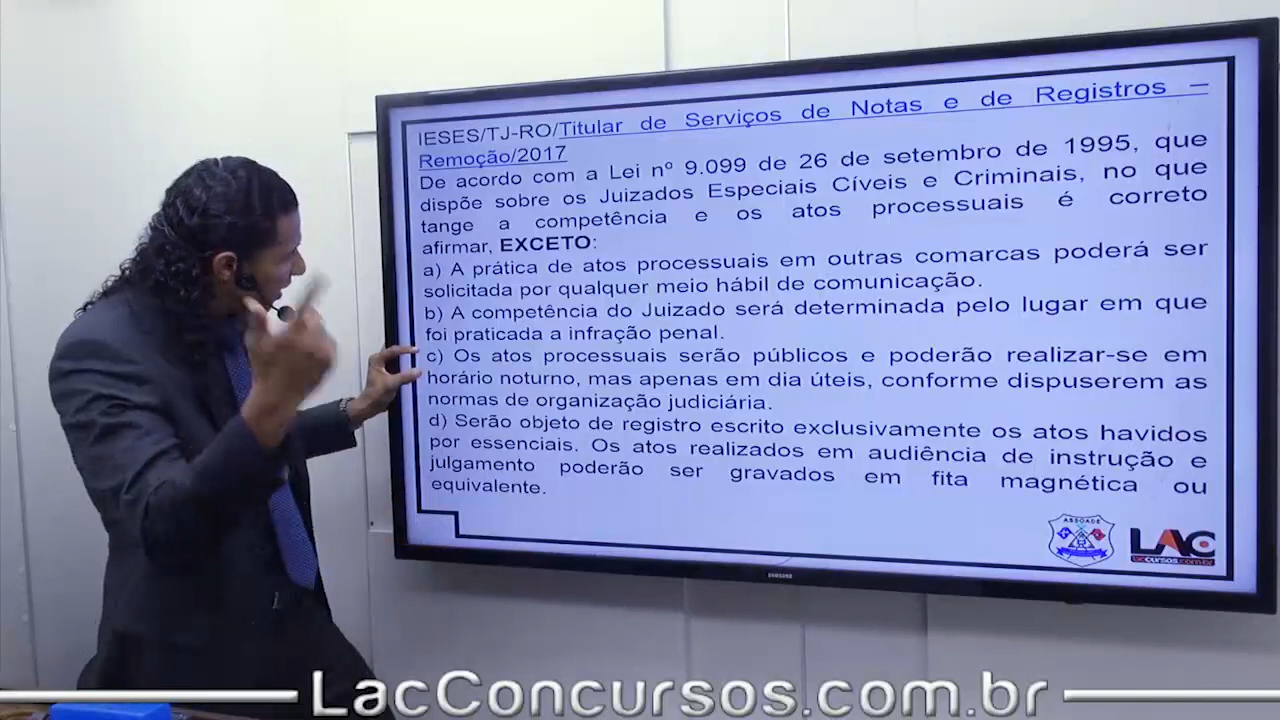 IESES/TJ-RO/Titular de Serviços de Notas e de Registros –
Remoção/2017
De acordo com a Lei nº 9.099 de 26 de setembro de 1995, que
dispõe sobre os Juizados Especiais Cíveis e Criminais, no que
tange a competência e os atos processuais é correto
afirmar, EXCETO:
a) A prática de atos processuais em outras comarcas poderá ser
solicitada por qualquer meio hábil de comunicação.
b) A competência do Juizado será determinada pelo lugar em que
foi praticada a infração penal.
c) Os atos processuais serão públicos e poderão realizar-se em
horário noturno, mas apenas em dia úteis, conforme dispuserem as
normas de organização judiciária.
d) Serão objeto de registro escrito exclusivamente os atos havidos
por essenciais. Os atos realizados em audiência de instrução e
julgamento poderão ser gravados em fita magnética ou
equivalente.
ASSOADE
LAC
laccursos.com.br
SAMSUNG
LacConcursos.com.br